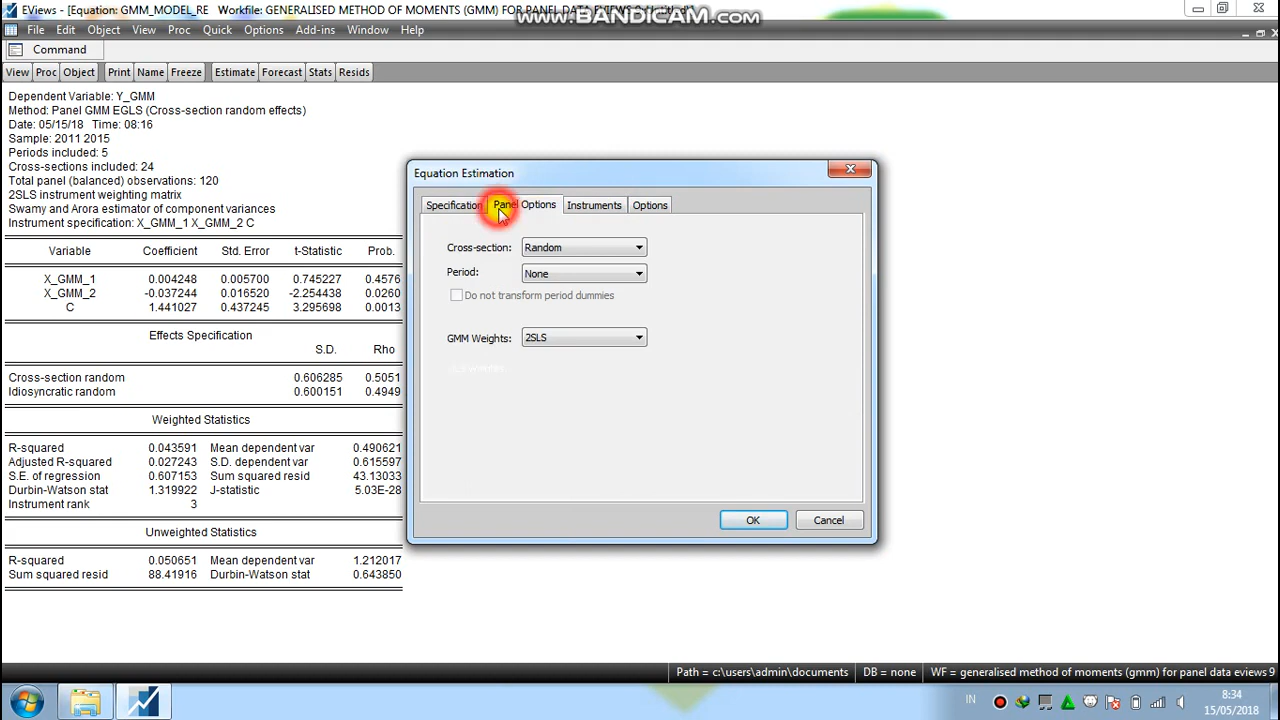 EViews - [Equation: GMM_MODEL_RE   Workfile: GENERALISED METHOD OF MOMENTS (GMM) FOR PANEL DATA EVIEWS
www.BANDICAM.com
File Edit Object View Proc Quick Options Add-ins Window Help
Command
View Proc Object Print Name Freeze Estimate Forecast Stats Resids
Dependent Variable: Y_GMM
Method: Panel GMM EGLS (Cross-section random effects)
Date: 05/15/18   Time: 08:16
Sample: 2011 2015
Periods included: 5
Cross-sections included: 24
Total panel (balanced) observations: 120
2SLS instrument weighting matrix
Swamy and Arora estimator of component variances
Instrument specification: X_GMM_1 X_GMM_2 C
Variable Coefficient Std. Error t-Statistic Prob.
X_GMM_1 0.004248 0.005700 0.745227 0.4576
X_GMM_2 -0.037244 0.016520 -2.254438 0.0260
C 1.441027 0.437245 3.295698 0.0013
Effects Specification
S.D. Rho
Cross-section random 0.606285 0.5051
Idiosyncratic random 0.600151 0.4949
Weighted Statistics
R-squared 0.043591 Mean dependent var 0.490621
Adjusted R-squared 0.027243 S.D. dependent var 0.615597
S.E. of regression 0.607153 Sum squared resid 43.13033
Durbin-Watson stat 1.319922 J-statistic 5.03E-28
Instrument rank 3
Unweighted Statistics
R-squared 0.050651 Mean dependent var 1.212017
Sum squared resid 88.41916 Durbin-Watson stat 0.643850
Equation Estimation
Specification Panel Options Instruments Options
Cross-section: Random
Period: None
Do not transform period dummies
GMM Weights: 2SLS
OK Cancel
Path = c:\users\admin\documents DB = none WF = generalised method of moments (gmm) for panel data eviews 9
IN 8:34
15/05/2018